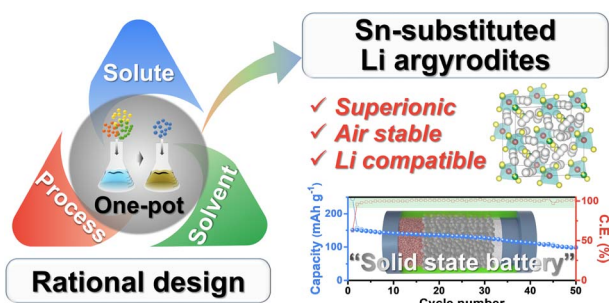 Solute
Process
Solvent
One-pot
Rational design
Sn-substituted
Li argyrodites
✓ Superionic
✓ Air stable
✓ Li compatible
Capacity (mAh g⁻¹)
200
100
0
"Solid state battery"
0 10 20 30 40 50
Cycle number
100
50
0
C.E. (%)